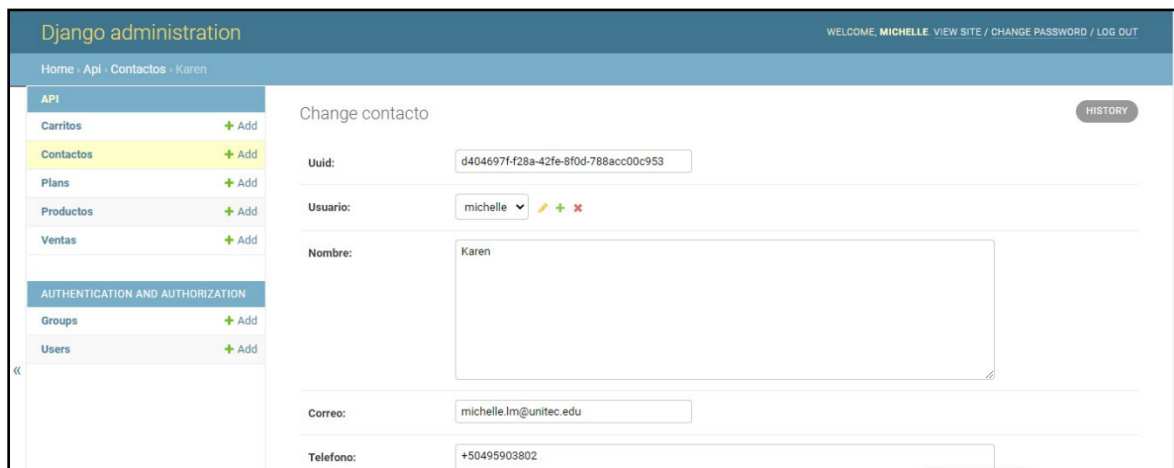 Django administration
WELCOME, MICHELLE. VIEW SITE / CHANGE PASSWORD / LOG OUT
Home › Api › Contactos › Karen
API
Carritos + Add
Contactos + Add
Plans + Add
Productos + Add
Ventas + Add
AUTHENTICATION AND AUTHORIZATION
Groups + Add
Users + Add
«
Change contacto
HISTORY
Uuid: d404697f-f28a-42fe-8f0d-788acc00c953
Usuario: michelle
Nombre: Karen
Correo: michelle.lm@unitec.edu
Telefono: +50495903802